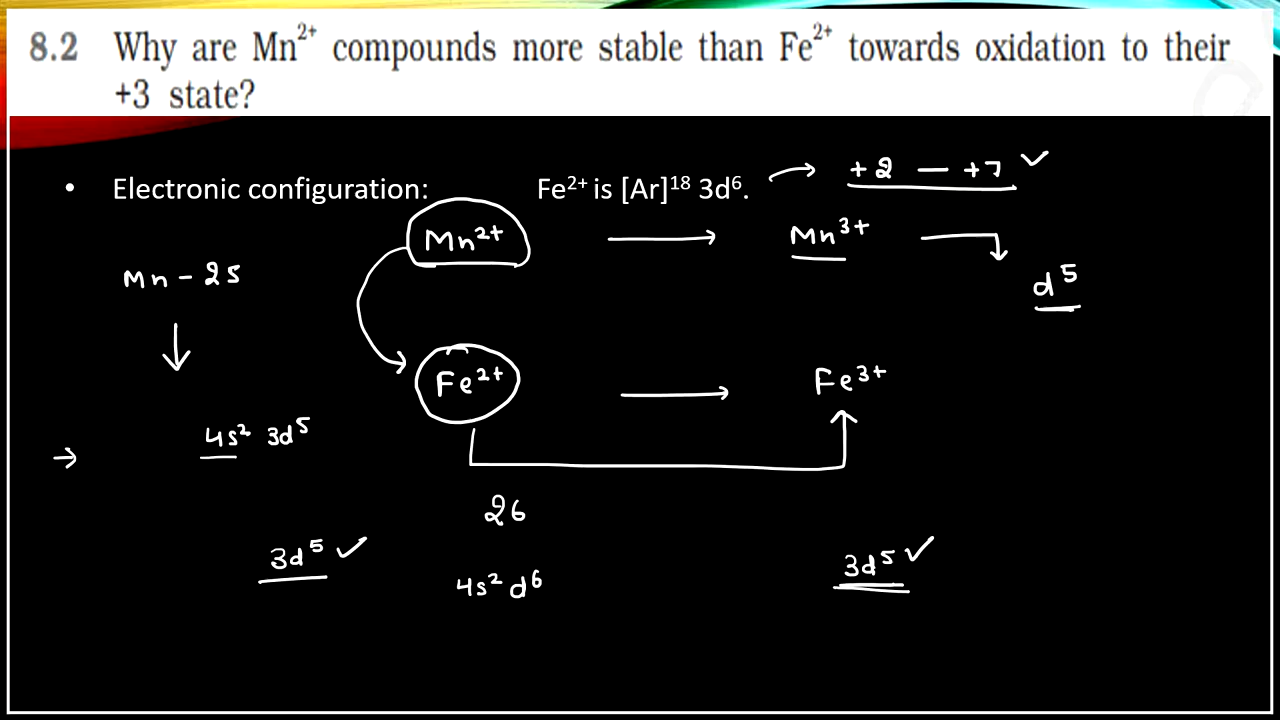 8.2 Why are Mn²⁺ compounds more stable than Fe²⁺ towards oxidation to their
+3 state?
• Electronic configuration: Fe²⁺ is [Ar]¹⁸ 3d⁶. → +2 — +7 ✓
Mn²⁺ → Mn³⁺
Mn - 25
d⁵
↓
Fe²⁺ → Fe³⁺
→ 4s² 3d⁵
26
3d⁵ ✓
3d⁵ ✓
4s² d⁶